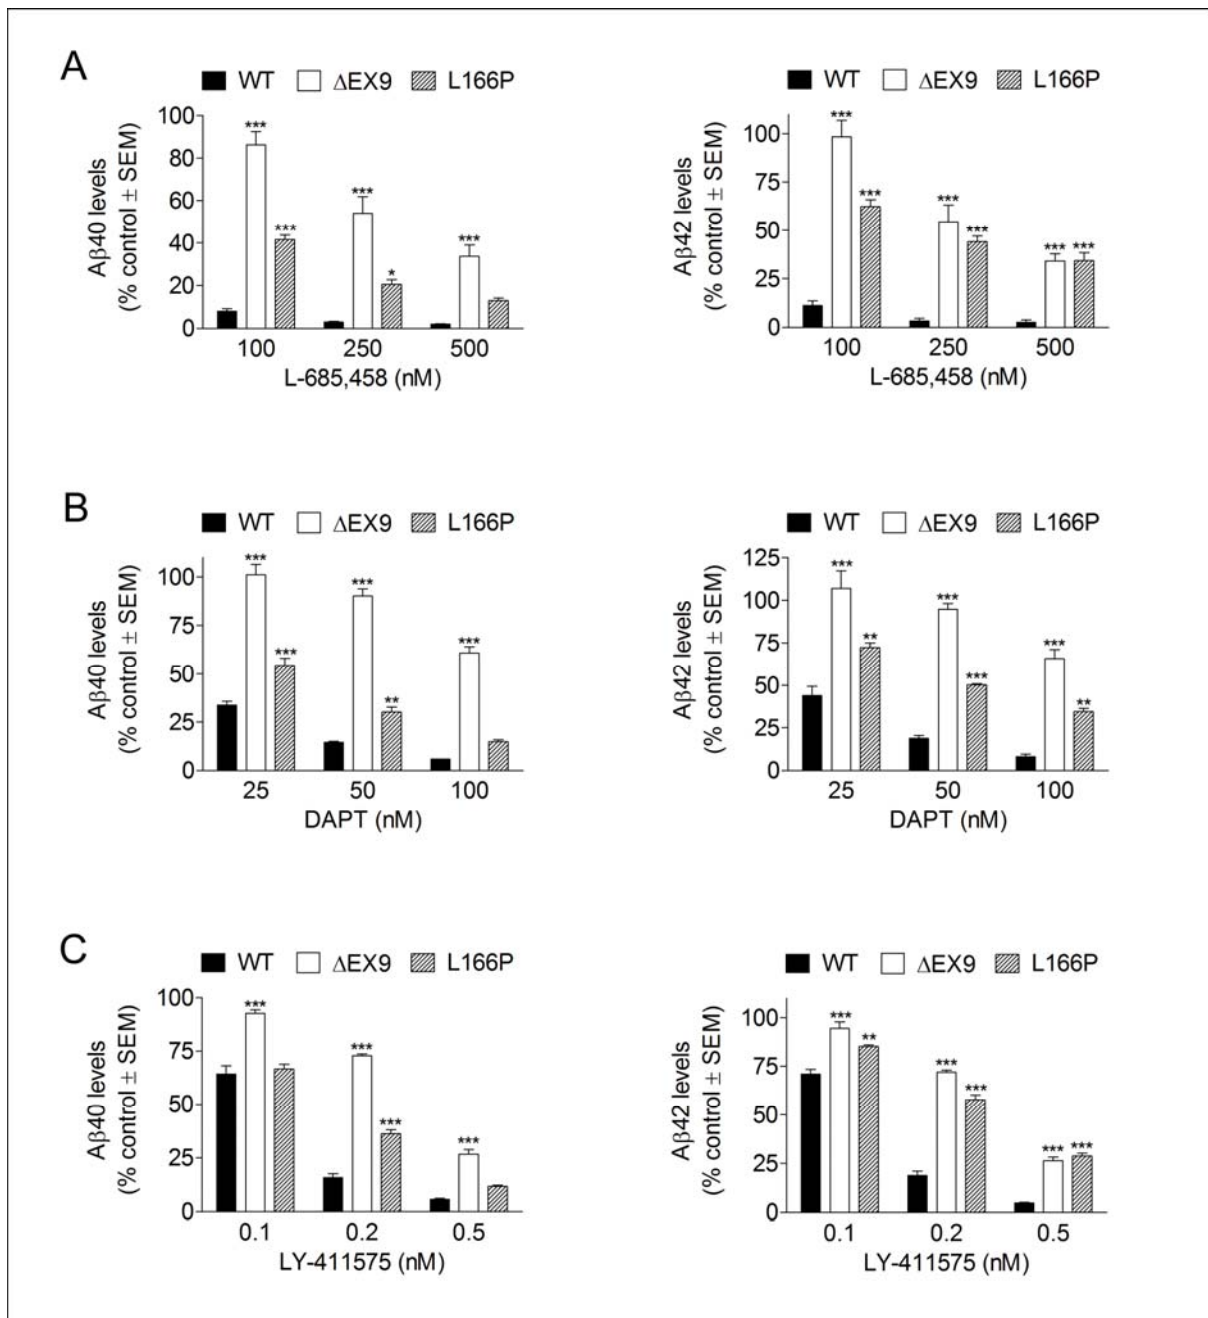 A
WT ΔEX9 L166P
Aβ40 levels
(% control ± SEM)
100
80
60
40
20
0
***
***
***
*
***
100 250 500
L-685,458 (nM)
WT ΔEX9 L166P
Aβ42 levels
(% control ± SEM)
100
75
50
25
0
***
***
***
***
***
***
100 250 500
L-685,458 (nM)
B
WT ΔEX9 L166P
Aβ40 levels
(% control ± SEM)
100
75
50
25
0
***
***
***
**
***
25 50 100
DAPT (nM)
WT ΔEX9 L166P
Aβ42 levels
(% control ± SEM)
125
100
75
50
25
0
***
**
***
***
***
**
25 50 100
DAPT (nM)
C
WT ΔEX9 L166P
Aβ40 levels
(% control ± SEM)
100
75
50
25
0
***
***
***
***
0.1 0.2 0.5
LY-411575 (nM)
WT ΔEX9 L166P
Aβ42 levels
(% control ± SEM)
100
75
50
25
0
***
**
***
***
***
***
0.1 0.2 0.5
LY-411575 (nM)